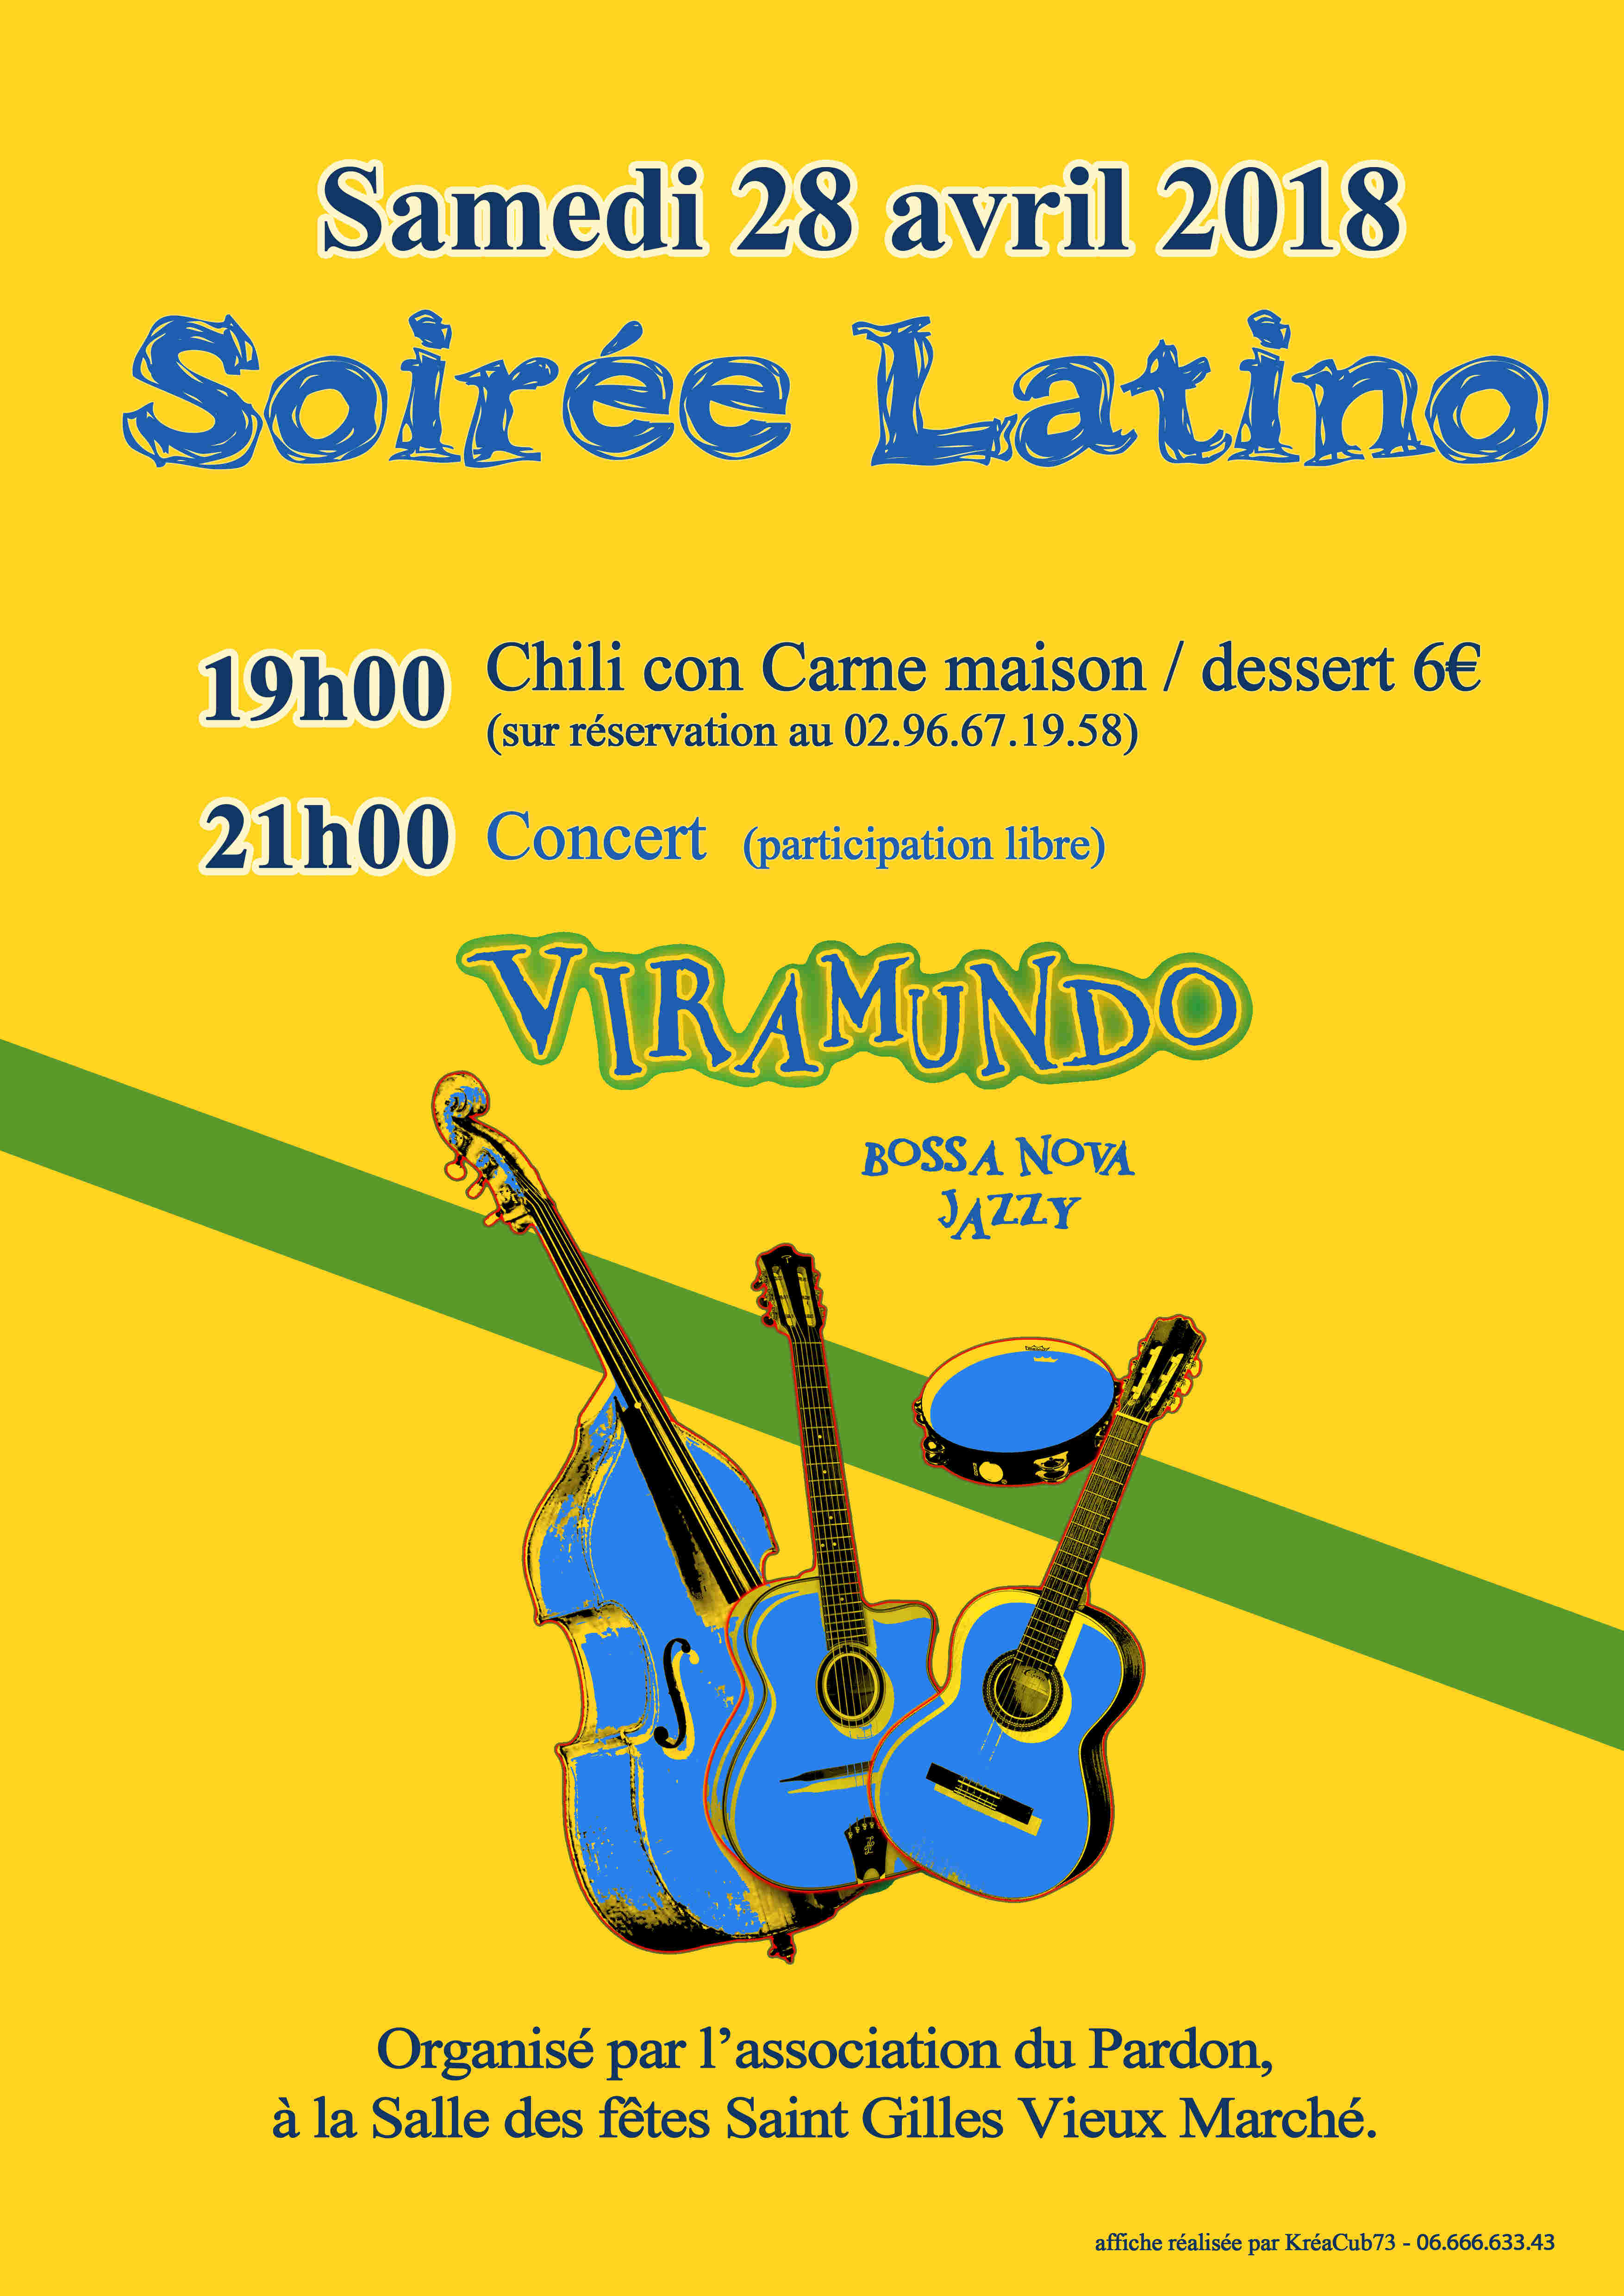 Samedi 28 avril 2018
Soirée Latino
19h00 Chili con Carne maison / dessert 6€
(sur réservation au 02.96.67.19.58)
21h00 Concert (participation libre)
VIRAMUNDO
BOSSA NOVA
JAZZY
Organisé par l’association du Pardon,
à la Salle des fêtes Saint Gilles Vieux Marché.
affiche réalisée par KréaCub73 - 06.666.633.43